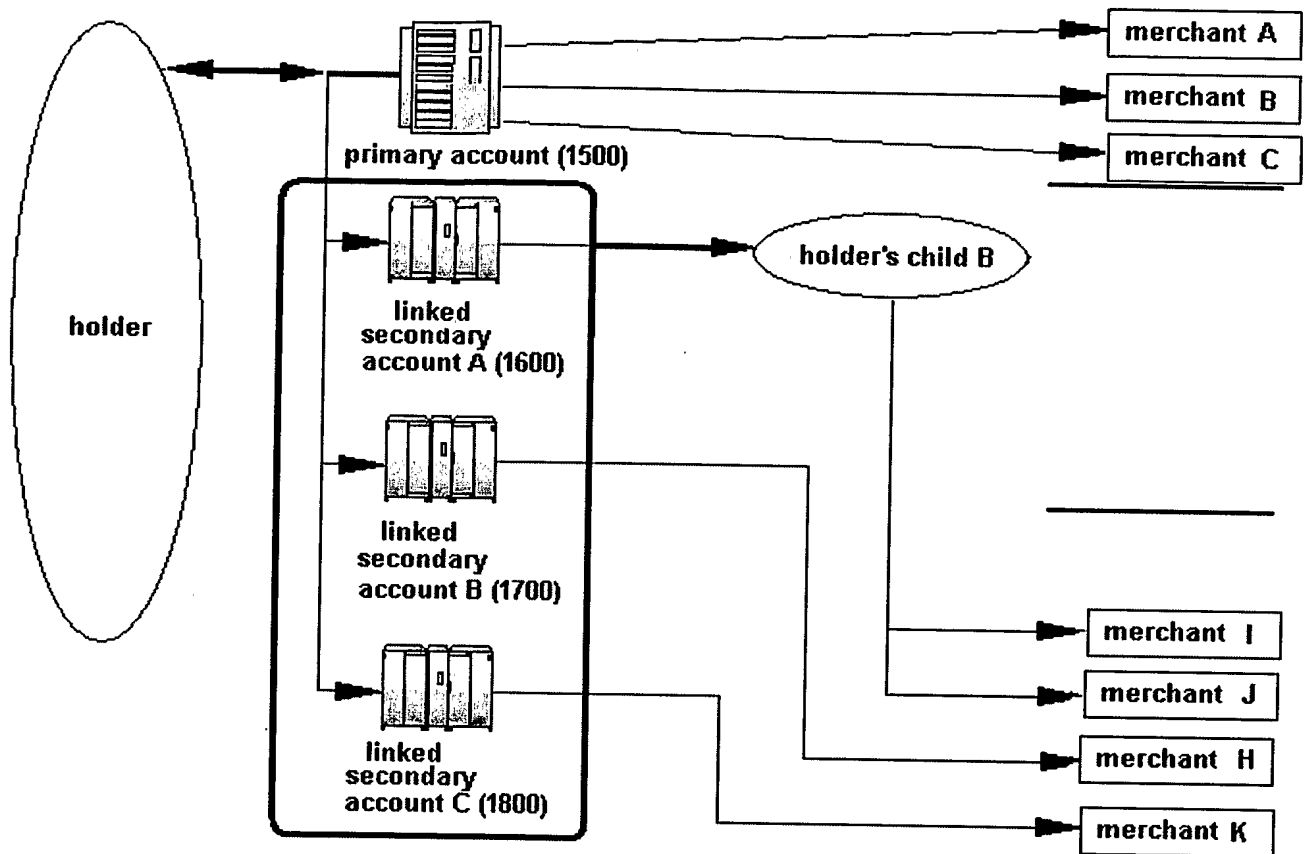 merchant A
merchant B
merchant C
primary account (1500)
holder
holder's child B
linked
secondary
account A (1600)
linked
secondary
account B (1700)
linked
secondary
account C (1800)
merchant I
merchant J
merchant H
merchant K